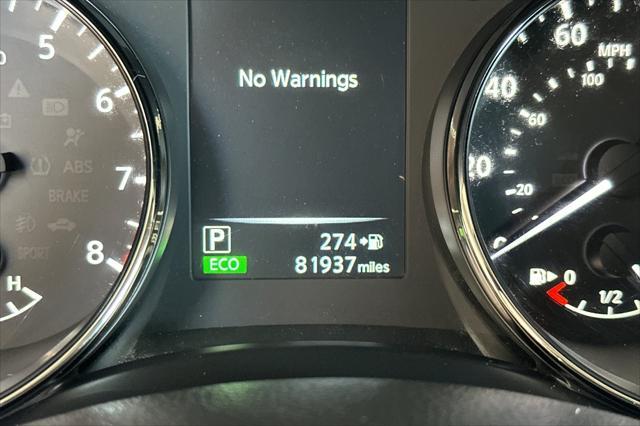 5
6
7
8
H
ABS
BRAKE
SPORT
No Warnings
P 274
ECO 81937 miles
60
MPH
100
40
60
20
0
0
1/2